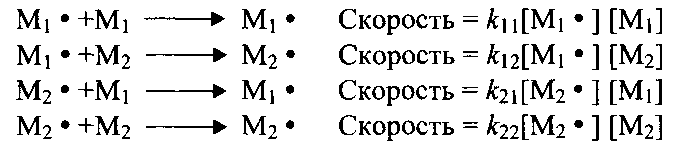 M₁ • +M₁ ⟶ M₁ • Скорость = k₁₁[M₁ • ] [M₁]
M₁ • +M₂ ⟶ M₂ • Скорость = k₁₂[M₁ • ] [M₂]
M₂ • +M₁ ⟶ M₁ • Скорость = k₂₁[M₂ • ] [M₁]
M₂ • +M₂ ⟶ M₂ • Скорость = k₂₂[M₂ • ] [M₂]